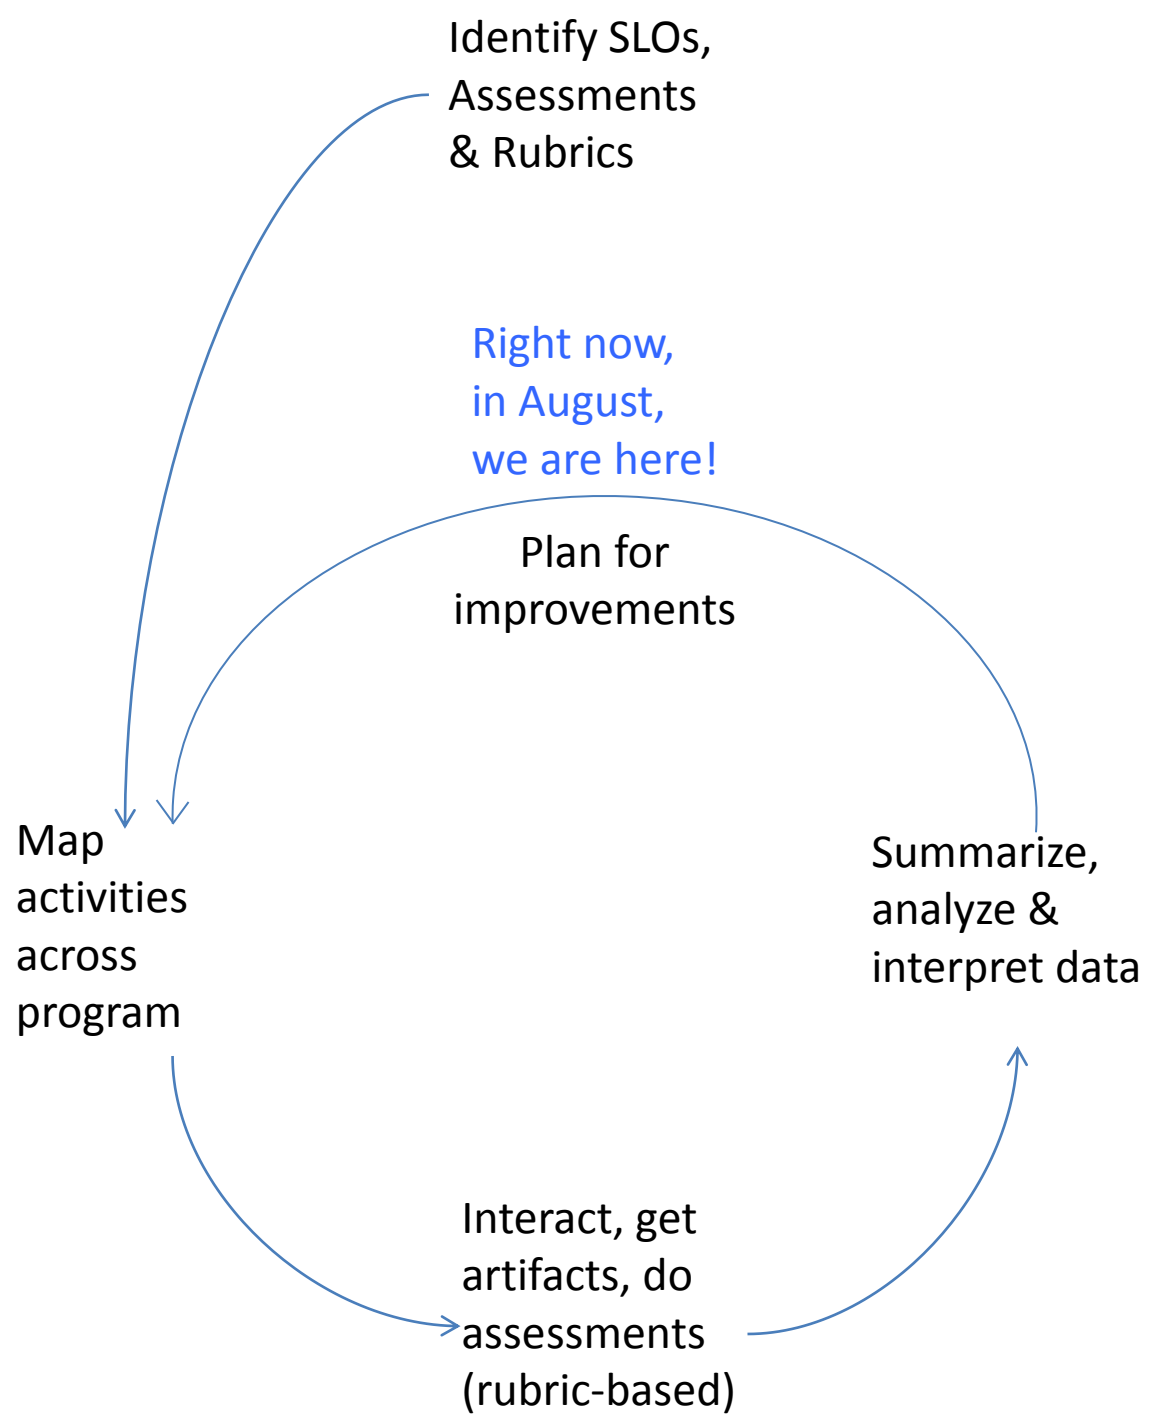 Identify SLOs,
Assessments
& Rubrics
Right now,
in August,
we are here!
Plan for
improvements
Map
activities
across
program
Summarize,
analyze &
interpret data
Interact, get
artifacts, do
assessments
(rubric-based)